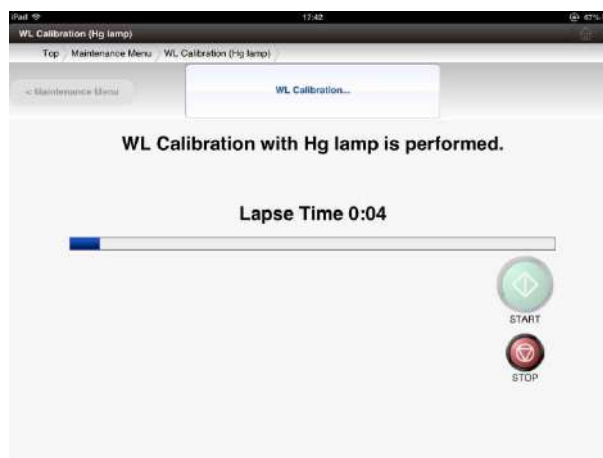 iPad 17:42 67%
WL Calibration (Hg lamp)
Top Maintenance Menu WL Calibration (Hg lamp)
< Maintenance Menu WL Calibration...
WL Calibration with Hg lamp is performed.
Lapse Time 0:04
START
STOP